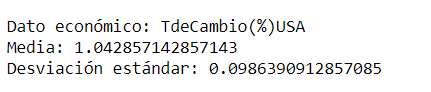 Dato económico: TdeCambio(%)USA
Media: 1.042857142857143
Desviación estándar: 0.0986390912857085